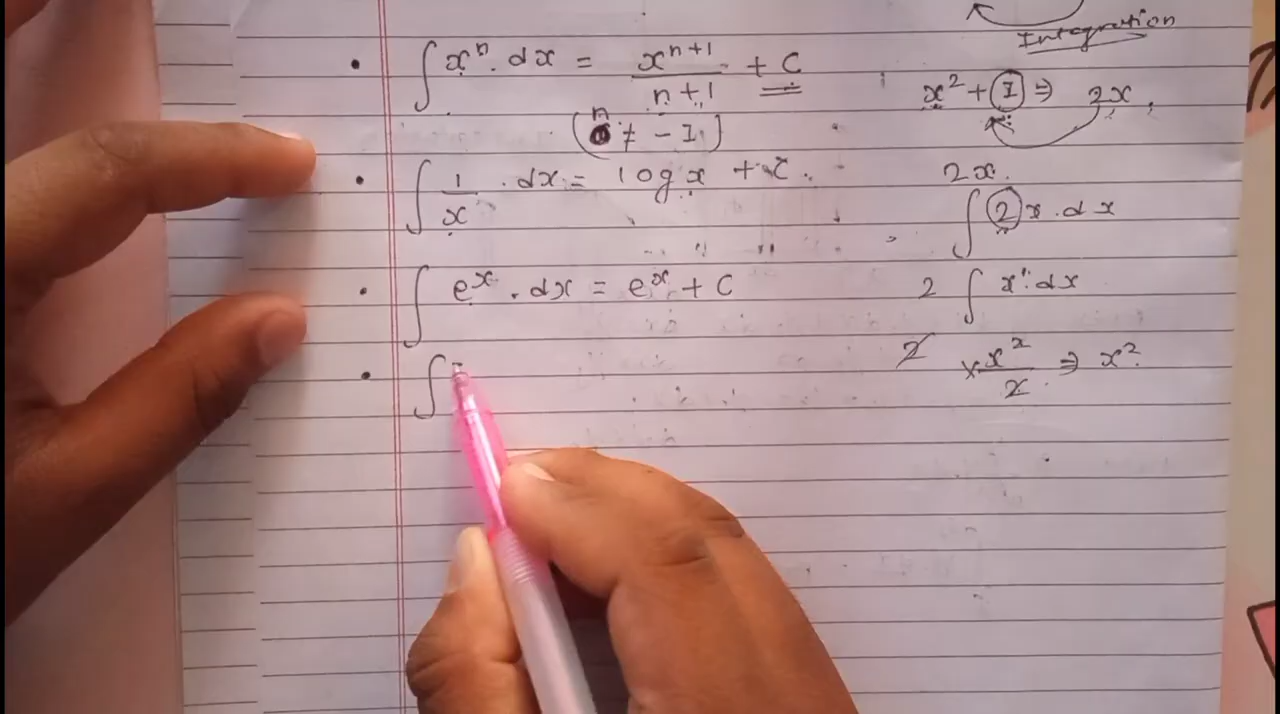 Integration
∫ xⁿ . dx = xⁿ⁺¹ / n+1 + C
(n ≠ -1)
x² + 1 ⇒ 2x,
∫ 1/x . dx = log x + C.
2x.
∫ 2x . dx
∫ eˣ . dx = eˣ + C
2 ∫ x¹ . dx
∫
2 × x²/2 ⇒ x²